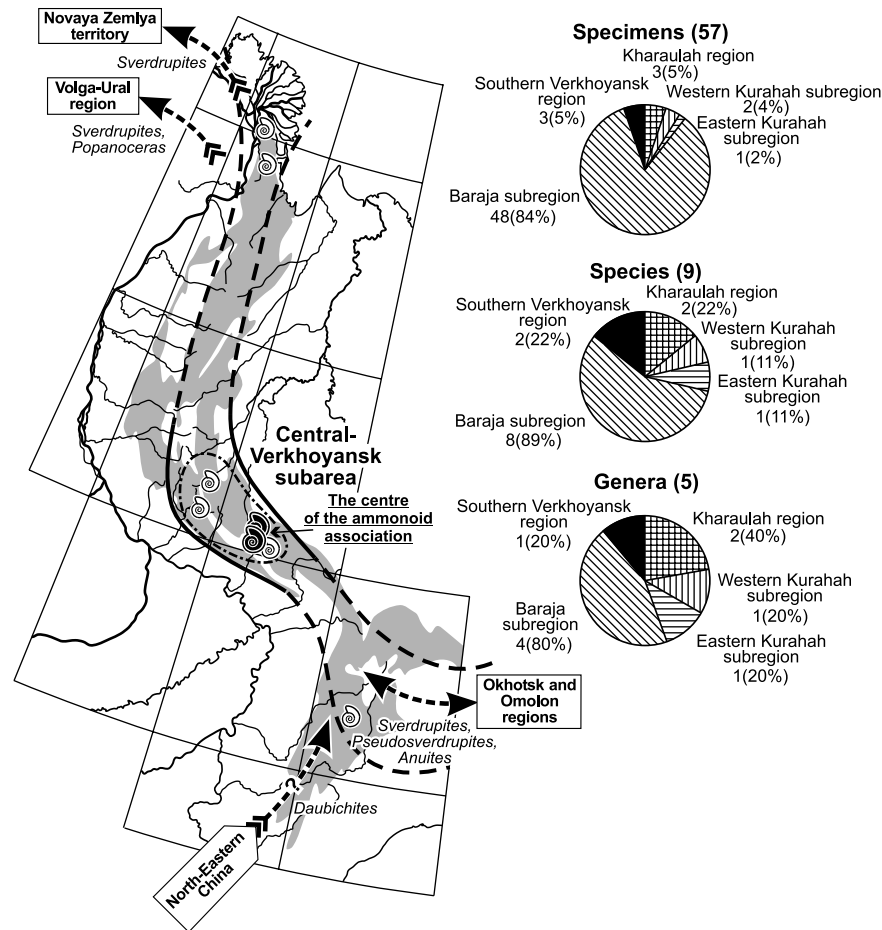 Novaya Zemlya
territory
Sverdrupites
Volga-Ural
region
Sverdrupites,
Popanoceras
Central-
Verkhoyansk
subarea
The centre
of the ammonoid
association
Okhotsk and
Omolon
regions
Sverdrupites,
Pseudosverdrupites,
Anuites
Daubichites
North-Eastern
China
Specimens (57)
Kharaulah region
3(5%)
Southern Verkhoyansk
region
3(5%)
Western Kurahah subregion
2(4%)
Eastern Kurahah
subregion
1(2%)
Baraja subregion
48(84%)
Species (9)
Kharaulah region
2(22%)
Southern Verkhoyansk
region
2(22%)
Western Kurahah
subregion
1(11%)
Eastern Kurahah
subregion
1(11%)
Baraja subregion
8(89%)
Genera (5)
Southern Verkhoyansk
region
1(20%)
Kharaulah region
2(40%)
Western Kurahah
subregion
1(20%)
Baraja
subregion
4(80%)
Eastern Kurahah
subregion
1(20%)